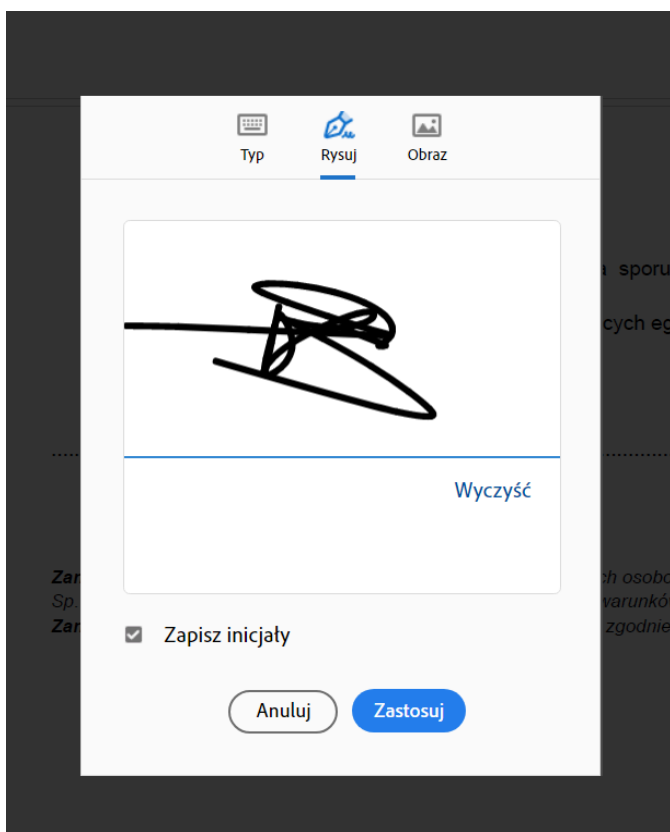 Typ Rysuj Obraz
sporu
cych eg
Wyczyść
Zar ch osobo
Sp. warunkó
Zar zgodnie
Zapisz inicjały
Anuluj Zastosuj